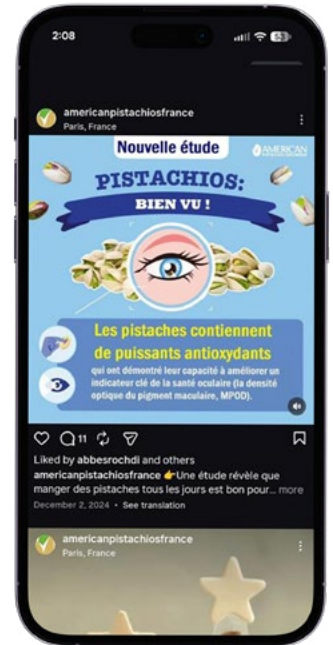 2:08
53
americanpistachiosfrance
Paris, France
Nouvelle étude
AMERICAN
PISTACHIOS:
BIEN VU !
Les pistaches contiennent
de puissants antioxydants
qui ont démontré leur capacité à améliorer un
indicateur clé de la santé oculaire (la densité
optique du pigment maculaire, MPOD).
11
Liked by abbesrochdi and others
americanpistachiosfrance 👉Une étude révèle que
manger des pistaches tous les jours est bon pour... more
December 2, 2024 • See translation
americanpistachiosfrance
Paris, France